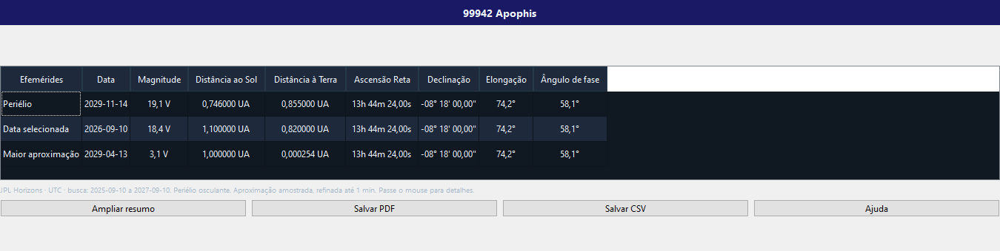 99942 Apophis
Efemérides Data Magnitude Distância ao Sol Distância à Terra Ascensão Reta Declinação Elongação Ângulo de fase
Periélio 2029-11-14 19,1 V 0,746000 UA 0,855000 UA 13h 44m 24,00s -08° 18' 00,00" 74,2° 58,1°
Data selecionada 2026-09-10 18,4 V 1,100000 UA 0,820000 UA 13h 44m 24,00s -08° 18' 00,00" 74,2° 58,1°
Maior aproximação 2029-04-13 3,1 V 1,000000 UA 0,000254 UA 13h 44m 24,00s -08° 18' 00,00" 74,2° 58,1°
JPL Horizons · UTC · busca: 2025-09-10 a 2027-09-10. Periélio osculante. Aproximação amostrada, refinada até 1 min. Passe o mouse para detalhes.
Ampliar resumo Salvar PDF Salvar CSV Ajuda